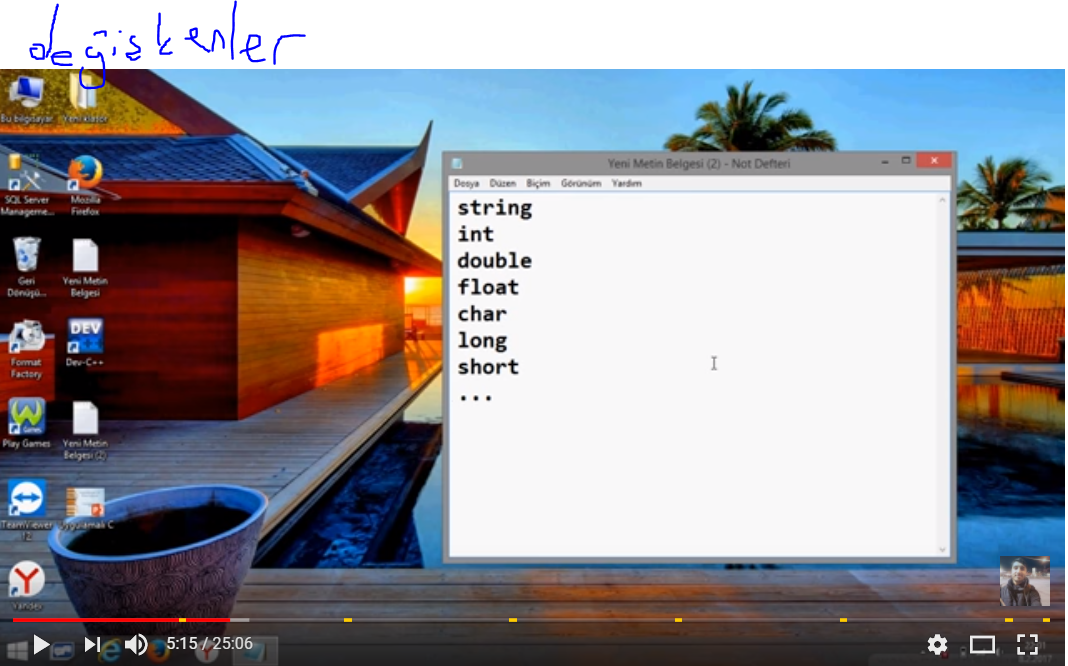 değişkenler
Bu bilgisayar
Yeni klasör
SQL Server
Manageme...
Mozilla
Firefox
Geri
Dönüşü...
Yeni Metin
Belgesi
Format
Factory
Dev-C++
Play Games
Yeni Metin
Belgesi (2)
TeamViewer
12
Uygulamalı C
Yandex
Yeni Metin Belgesi (2) - Not Defteri
Dosya Düzen Biçim Görünüm Yardım
string
int
double
float
char
long
short
...
5:15 / 25:06